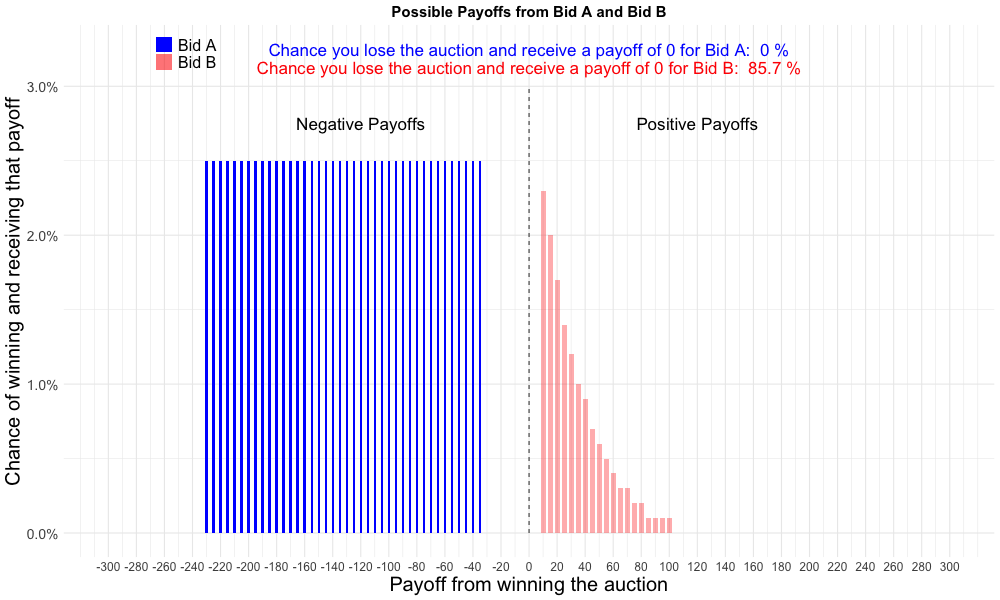 Possible Payoffs from Bid A and Bid B
Bid A
Bid B
Chance you lose the auction and receive a payoff of 0 for Bid A:  0 %
Chance you lose the auction and receive a payoff of 0 for Bid B:  85.7 %
Negative Payoffs
Positive Payoffs
Chance of winning and receiving that payoff
3.0%
2.0%
1.0%
0.0%
-300 -280 -260 -240 -220 -200 -180 -160 -140 -120 -100 -80 -60 -40 -20 0 20 40 60 80 100 120 140 160 180 200 220 240 260 280 300
Payoff from winning the auction